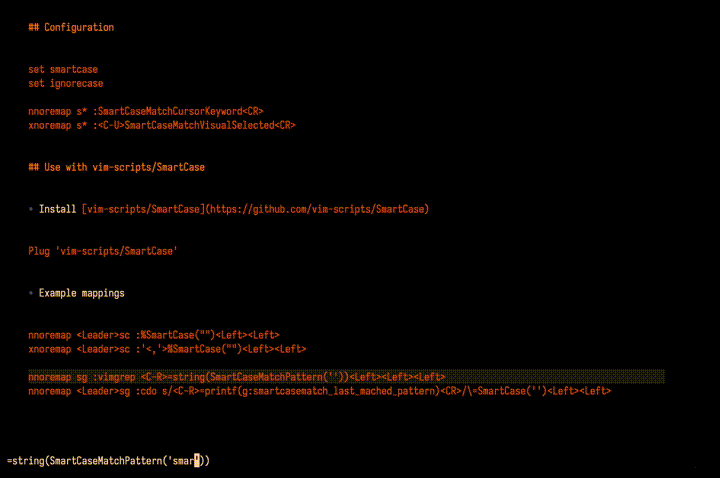 ## Configuration
set smartcase
set ignorecase
nnoremap s* :SmartCaseMatchCursorKeyword<CR>
xnoremap s* :<C-U>SmartCaseMatchVisualSelected<CR>
## Use with vim-scripts/SmartCase
* Install [vim-scripts/SmartCase](https://github.com/vim-scripts/SmartCase)
Plug 'vim-scripts/SmartCase'
* Example mappings
nnoremap <Leader>sc :%SmartCase("")<Left><Left>
xnoremap <Leader>sc :'<,'>%SmartCase("")<Left><Left>
nnoremap sg :vimgrep <C-R>=string(SmartCaseMatchPattern(''))<Left><Left><Left>
nnoremap <Leader>sg :cdo s/<C-R>=printf(g:smartcasematch_last_mached_pattern)<CR>/\=SmartCase('')<Left><Left>
=string(SmartCaseMatchPattern('smar'))